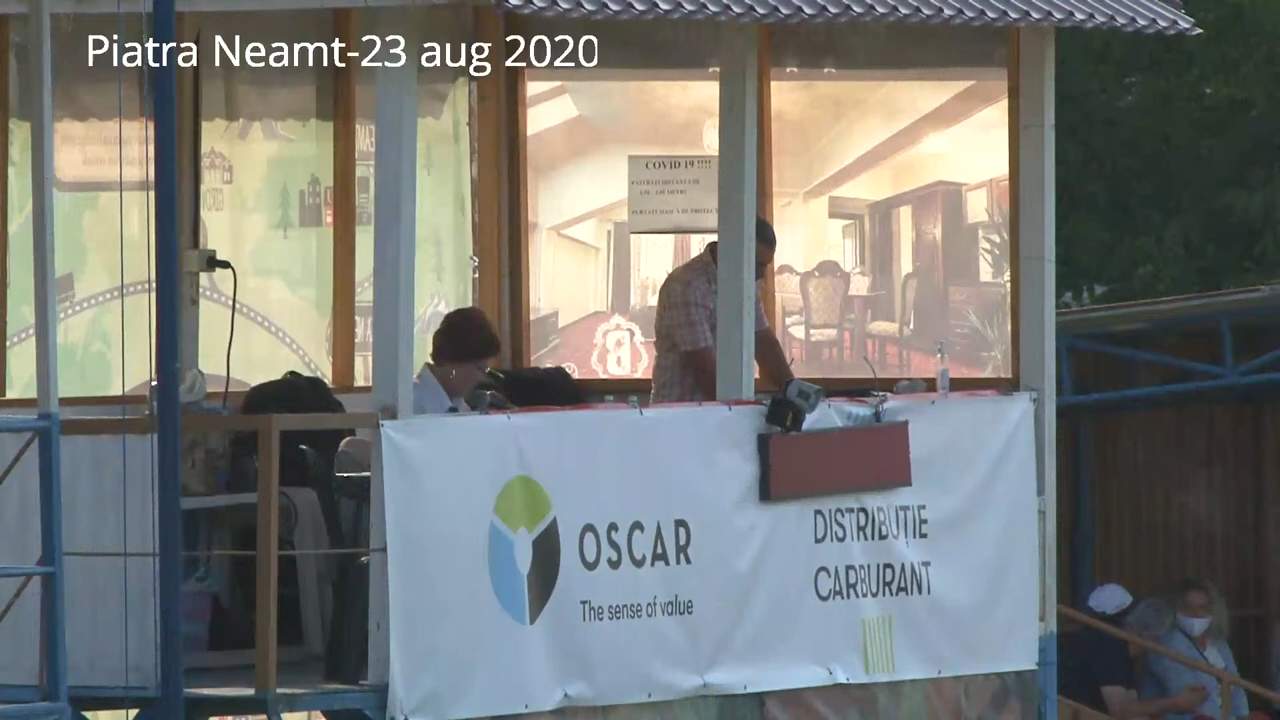 Piatra Neamt-23 aug 2020
COVID 19 !!!!
B
OSCAR
The sense of value
DISTRIBUȚIE
CARBURANT